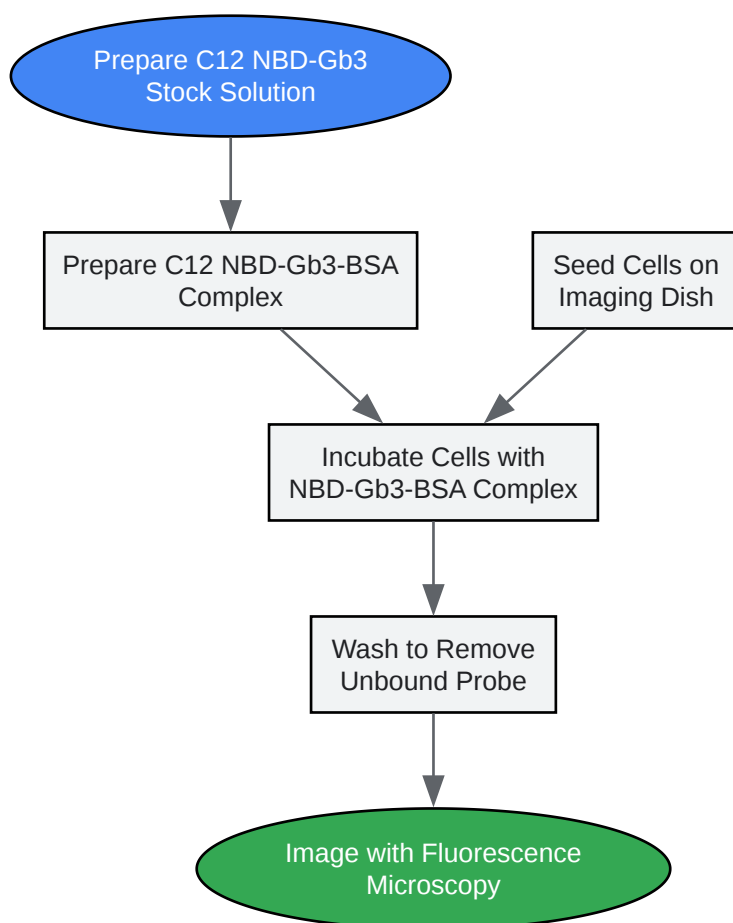 Prepare C12 NBD-Gb3
Stock Solution
Prepare C12 NBD-Gb3-BSA
Complex
Seed Cells on
Imaging Dish
Incubate Cells with
NBD-Gb3-BSA Complex
Wash to Remove
Unbound Probe
Image with Fluorescence
Microscopy